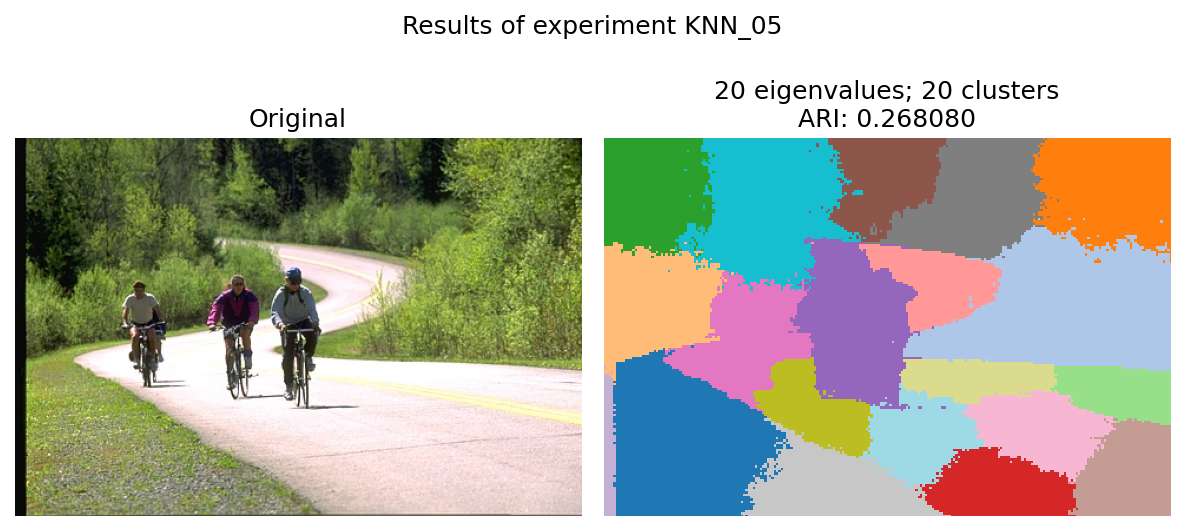 Results of experiment KNN_05
Original
20 eigenvalues; 20 clusters
ARI: 0.268080